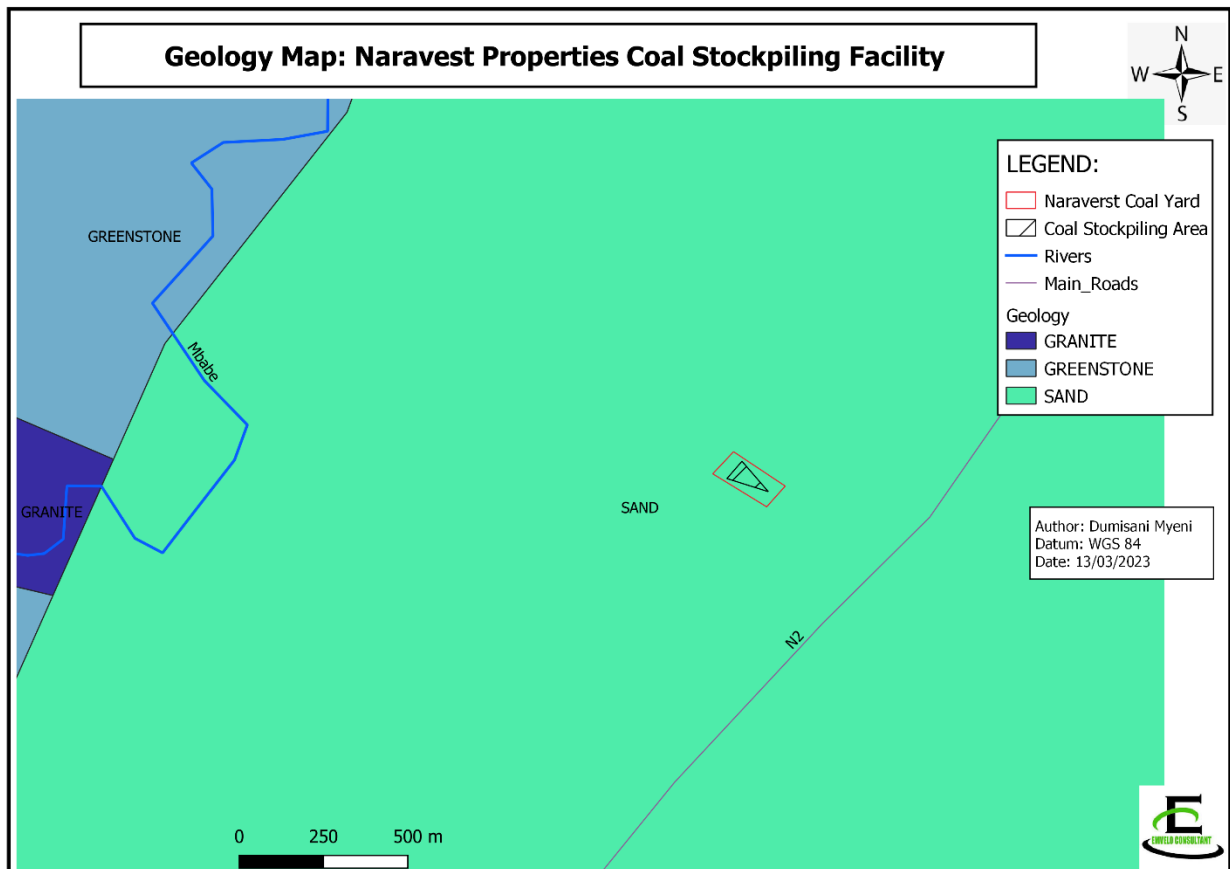 Geology Map: Naravest Properties Coal Stockpiling Facility
N
W E
S
LEGEND:
Naraverst Coal Yard
Coal Stockpiling Area
Rivers
Main_Roads
Geology
GRANITE
GREENSTONE
SAND
GREENSTONE
Mbabe
GRANITE
SAND
N2
Author: Dumisani Myeni
Datum: WGS 84
Date: 13/03/2023
0 250 500 m
E
EMVELO CONSULTANT